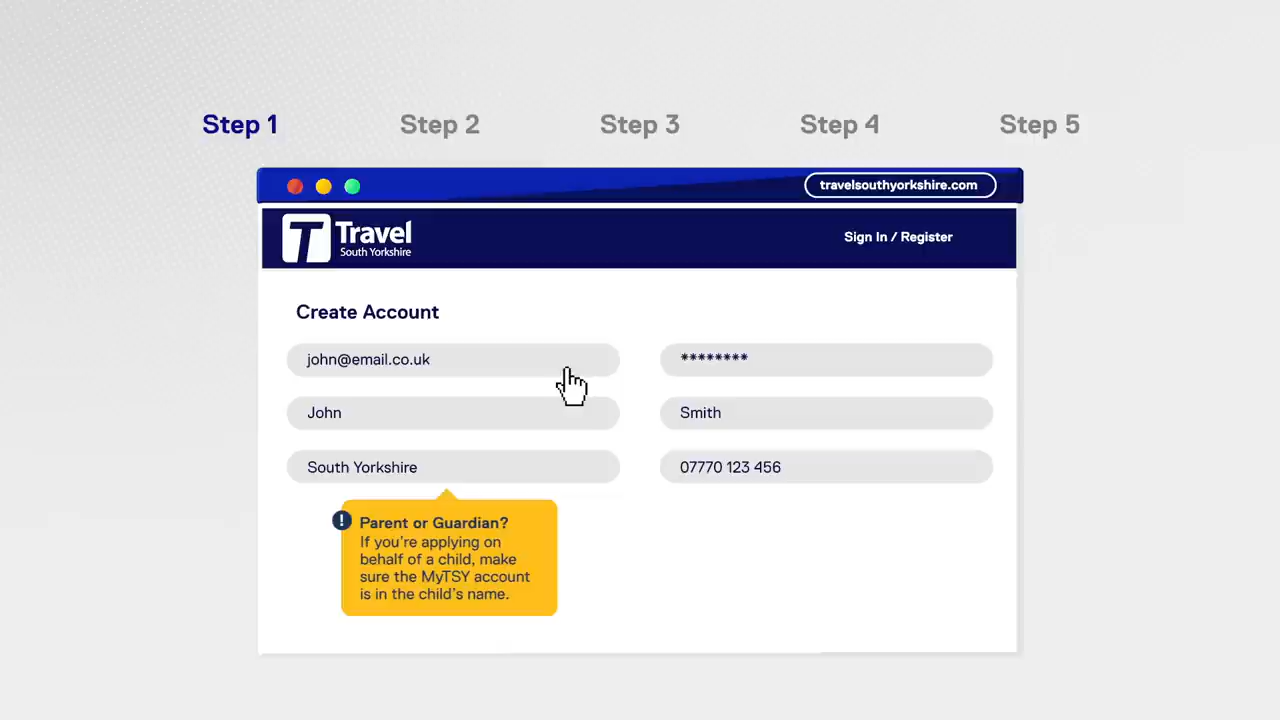 Step 1 Step 2 Step 3 Step 4 Step 5
travelsouthyorkshire.com
T Travel
South Yorkshire
Sign In / Register
Create Account
john@email.co.uk
********
John
Smith
South Yorkshire
07770 123 456
! Parent or Guardian?
If you're applying on
behalf of a child, make
sure the MyTSY account
is in the child's name.